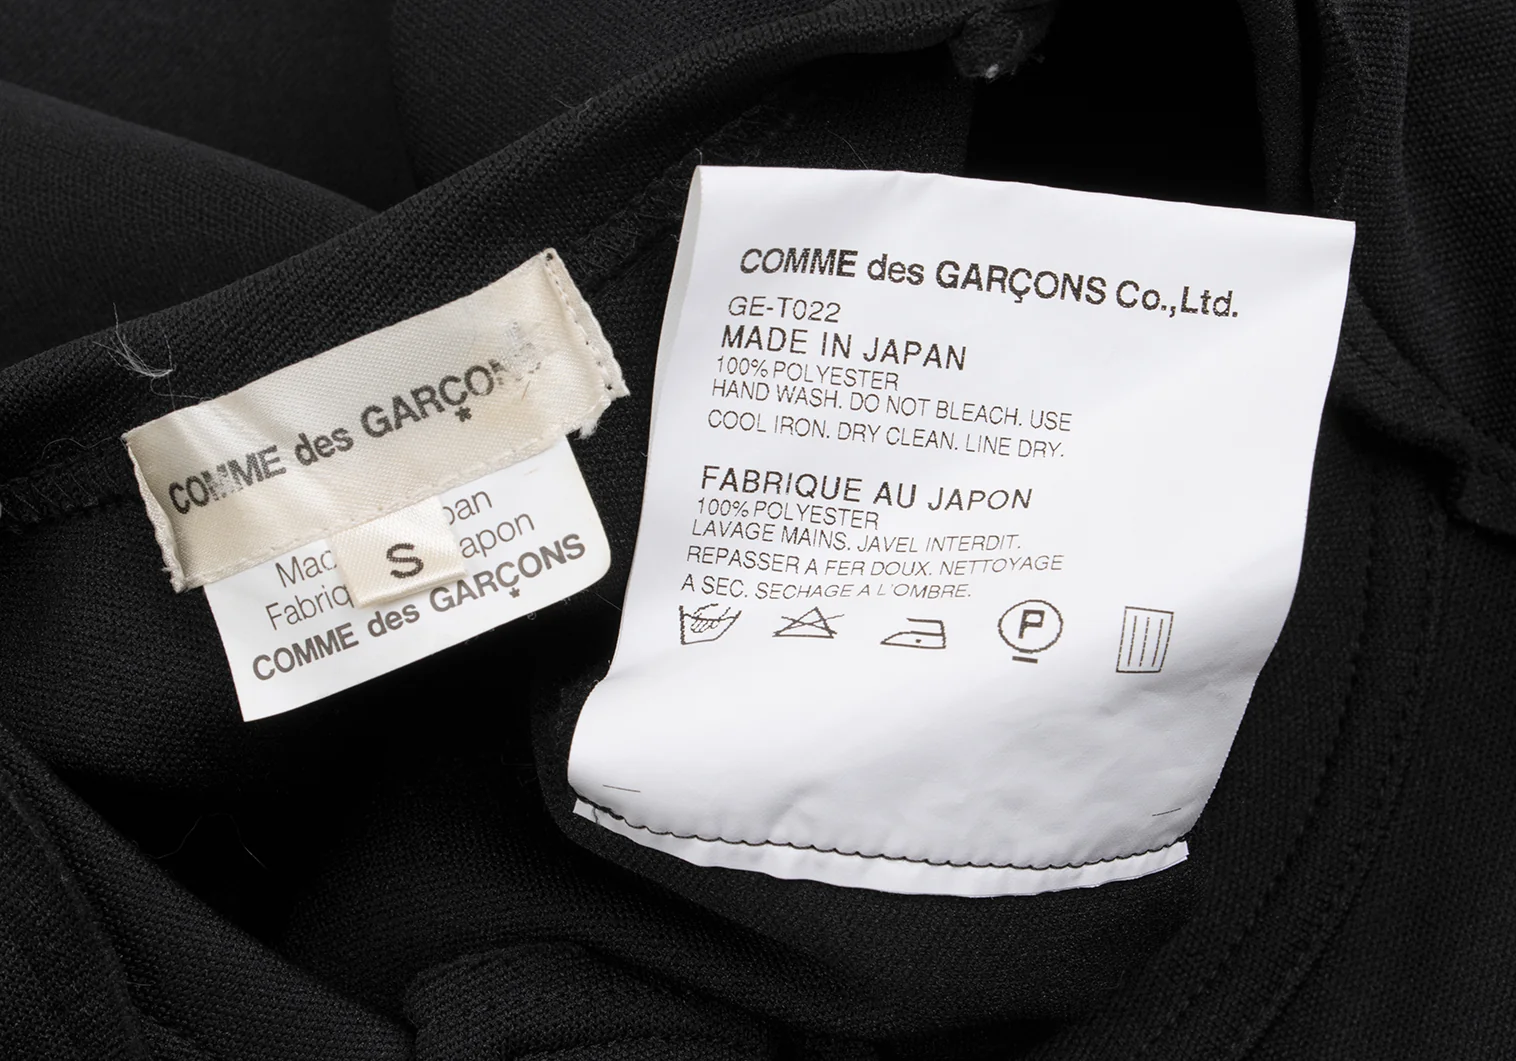 COMME des GARÇONS
S
COMME des GARÇONS
COMME des GARÇONS Co.,Ltd.
GE-T022
MADE IN JAPAN
100% POLYESTER
HAND WASH. DO NOT BLEACH. USE
COOL IRON. DRY CLEAN. LINE DRY.
FABRIQUE AU JAPON
100% POLYESTER
LAVAGE MAINS. JAVEL INTERDIT.
REPASSER A FER DOUX. NETTOYAGE
A SEC. SECHAGE A L'OMBRE.
P